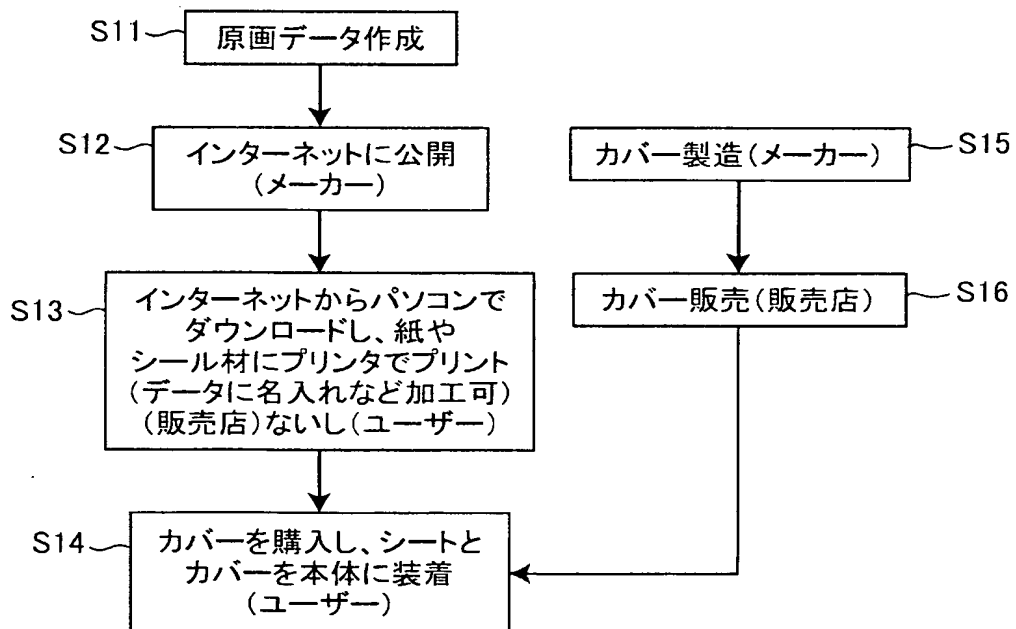 S11
原画データ作成
S12
インターネットに公開
(メーカー)
S15
カバー製造(メーカー)
S13
インターネットからパソコンで
ダウンロードし、紙や
シール材にプリンタでプリント
(データに名入れなど加工可)
(販売店)ないし(ユーザー)
S16
カバー販売(販売店)
S14
カバーを購入し、シートと
カバーを本体に装着
(ユーザー)